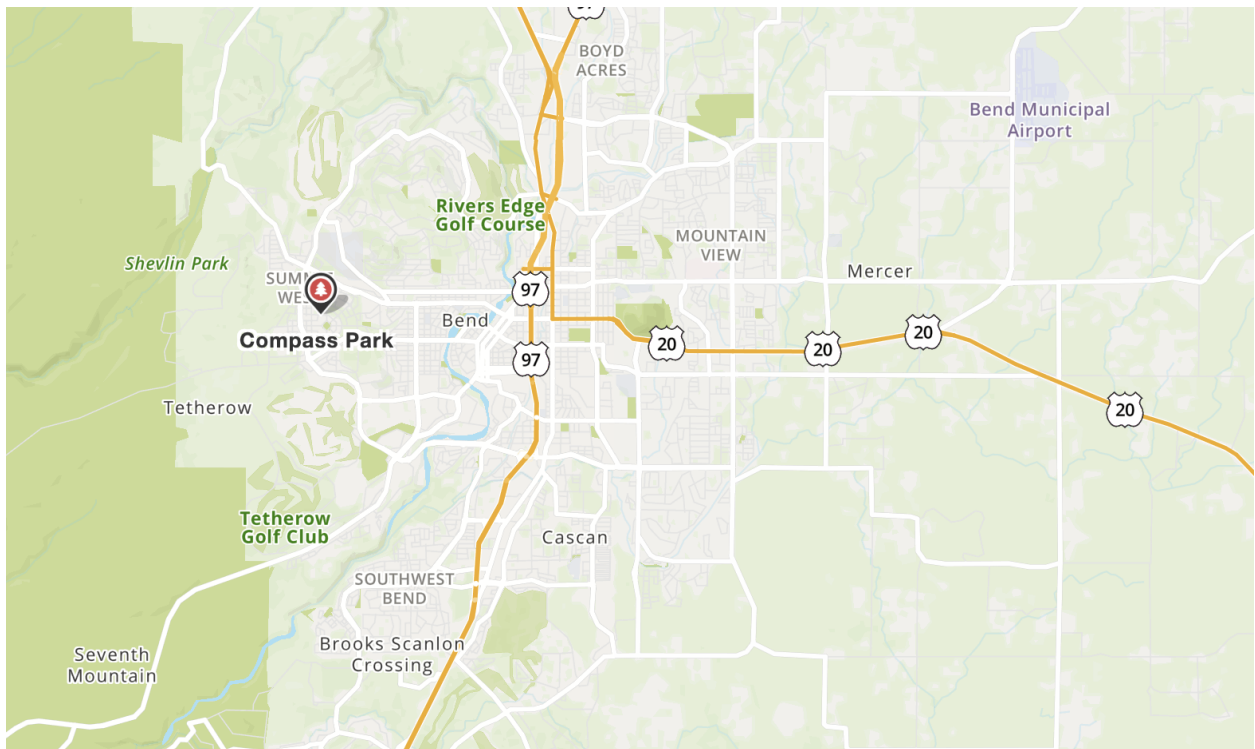 BOYD
ACRES
Bend Municipal
Airport
Rivers Edge
Golf Course
MOUNTAIN
VIEW
Shevlin Park
Mercer
97
Bend
Compass Park
20
20
20
97
Tetherow
20
Tetherow
Golf Club
Cascan
SOUTHWEST
BEND
Brooks Scanlon
Crossing
Seventh
Mountain